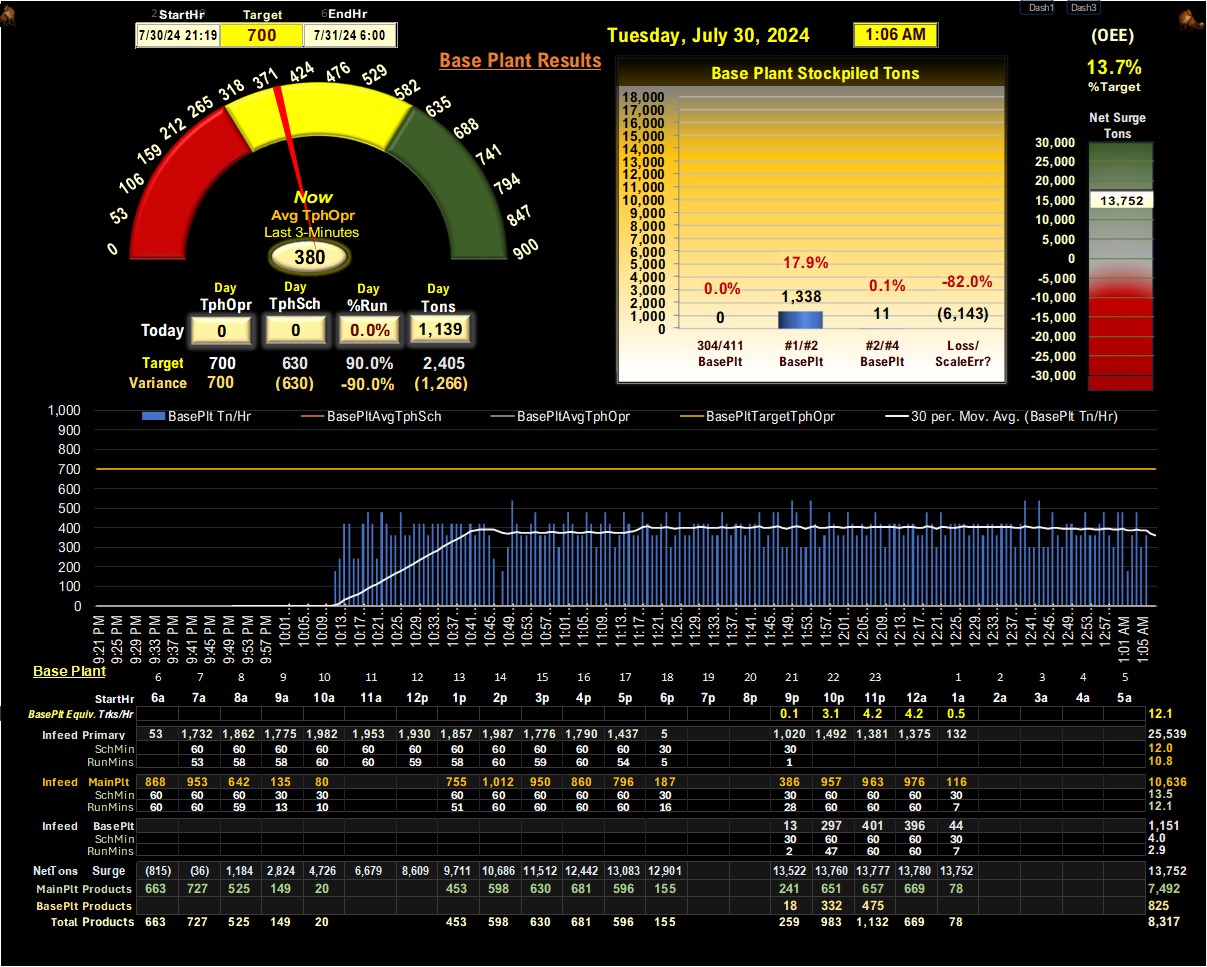 Dash1 Dash3
StartHr Target EndHr
7/30/24 21:19 700 7/31/24 6:00
Tuesday, July 30, 2024 1:06 AM (OEE)
Base Plant Results
13.7%
%Target
Net Surge
Tons
30,000
25,000
20,000
15,000
13,752
10,000
5,000
0
-5,000
-10,000
-15,000
-20,000
-25,000
-30,000
0 53 106 159 212 265 318 371 424 476 529 582 635 688 741 794 847 900
Now
Avg TphOpr
Last 3-Minutes
380
Day Day Day Day
TphOpr TphSch %Run Tons
Today 0 0 0.0% 1,139
Target 700 630 90.0% 2,405
Variance 700 (630) -90.0% (1,266)
Base Plant Stockpiled Tons
18,000
17,000
16,000
15,000
14,000
13,000
12,000
11,000
10,000
9,000
8,000
7,000
6,000
5,000
4,000
3,000
2,000
1,000
0
0.0% 17.9% 0.1% -82.0%
0 1,338 11 (6,143)
304/411 #1/#2 #2/#4 Loss/
BasePlt BasePlt BasePlt ScaleErr?
BasePlt Tn/Hr BasePltAvgTphSch BasePltAvgTphOpr BasePltTargetTphOpr 30 per. Mov. Avg. (BasePlt Tn/Hr)
1,000
900
800
700
600
500
400
300
200
100
0
9:21 PM 9:25 PM 9:29 PM 9:33 PM 9:37 PM 9:41 PM 9:45 PM 9:49 PM 9:53 PM 9:57 PM 10:01… 10:05… 10:09… 10:13… 10:17… 10:21… 10:25… 10:29… 10:33… 10:37… 10:41… 10:45… 10:49… 10:53… 10:57… 11:01… 11:05… 11:09… 11:13… 11:17… 11:21… 11:25… 11:29… 11:33… 11:37… 11:41… 11:45… 11:49… 11:53… 11:57… 12:01… 12:05… 12:09… 12:13… 12:17… 12:21… 12:25… 12:29… 12:33… 12:37… 12:41… 12:45… 12:49… 12:53… 12:57… 1:01 AM 1:05 AM
Base Plant
6 7 8 9 10 11 12 13 14 15 16 17 18 19 20 21 22 23 1 2 3 4 5
StartHr 6a 7a 8a 9a 10a 11a 12p 1p 2p 3p 4p 5p 6p 7p 8p 9p 10p 11p 12a 1a 2a 3a 4a 5a
BasePlt Equiv. Trks/Hr 0.1 3.1 4.2 4.2 0.5 12.1
Infeed Primary 53 1,732 1,862 1,775 1,982 1,953 1,930 1,857 1,987 1,776 1,790 1,437 5 1,020 1,492 1,381 1,375 132 25,539
SchMin 60 60 60 60 60 60 60 60 60 60 60 30 30 12.0
RunMins 53 58 58 60 60 59 58 60 59 60 54 5 1 10.8
Infeed MainPlt 868 953 642 135 80 755 1,012 950 860 796 187 386 957 963 976 116 10,636
SchMin 60 60 60 30 30 60 60 60 60 60 30 30 60 60 60 30 13.5
RunMins 60 60 59 13 10 51 60 60 60 60 16 28 60 60 60 7 12.1
Infeed BasePlt 13 297 401 396 44 1,151
SchMin 30 60 60 60 30 4.0
RunMins 2 47 60 60 7 2.9
NetTons Surge (815) (36) 1,184 2,824 4,726 6,679 8,609 9,711 10,686 11,512 12,442 13,083 12,901 13,522 13,760 13,777 13,780 13,752 13,752
MainPlt Products 663 727 525 149 20 453 598 630 681 596 155 241 651 657 669 78 7,492
BasePlt Products 18 332 475 825
Total Products 663 727 525 149 20 453 598 630 681 596 155 259 983 1,132 669 78 8,317